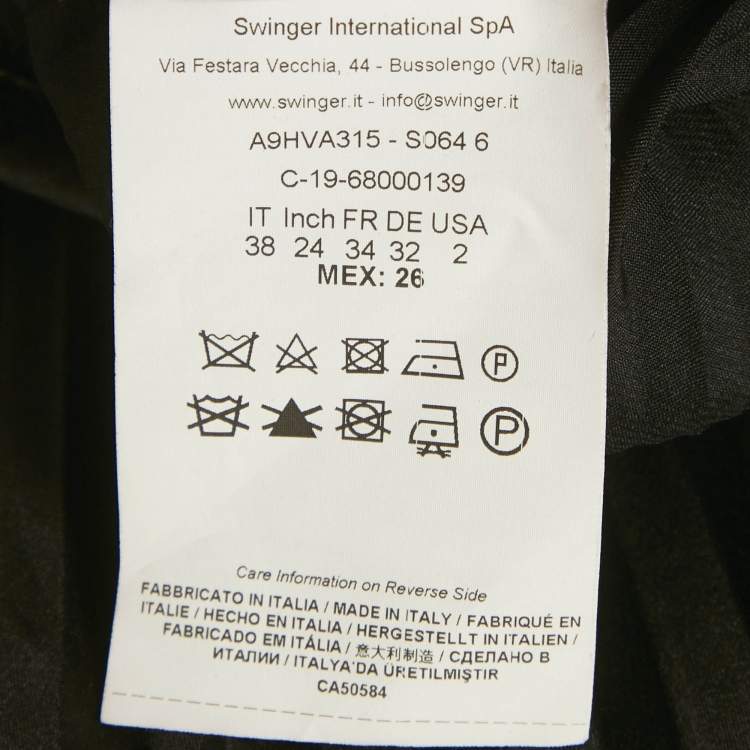 Swinger International SpA
Via Festara Vecchia, 44 - Bussolengo (VR) Italia
www.swinger.it - info@swinger.it
A9HVA315 - S064 6
C-19-68000139
IT Inch FR DE USA
38 24 34 32 2
MEX: 26
P
P
Care Information on Reverse Side
FABBRICATO IN ITALIA / MADE IN ITALY / FABRIQUÉ EN
ITALIE / HECHO EN ITALIA / HERGESTELLT IN ITALIEN /
FABRICADO EM ITÁLIA / 意大利制造 / СДЕЛАНО В
ИТАЛИИ / ITALYA'DA ÜRETILMIŞTIR
CA50584